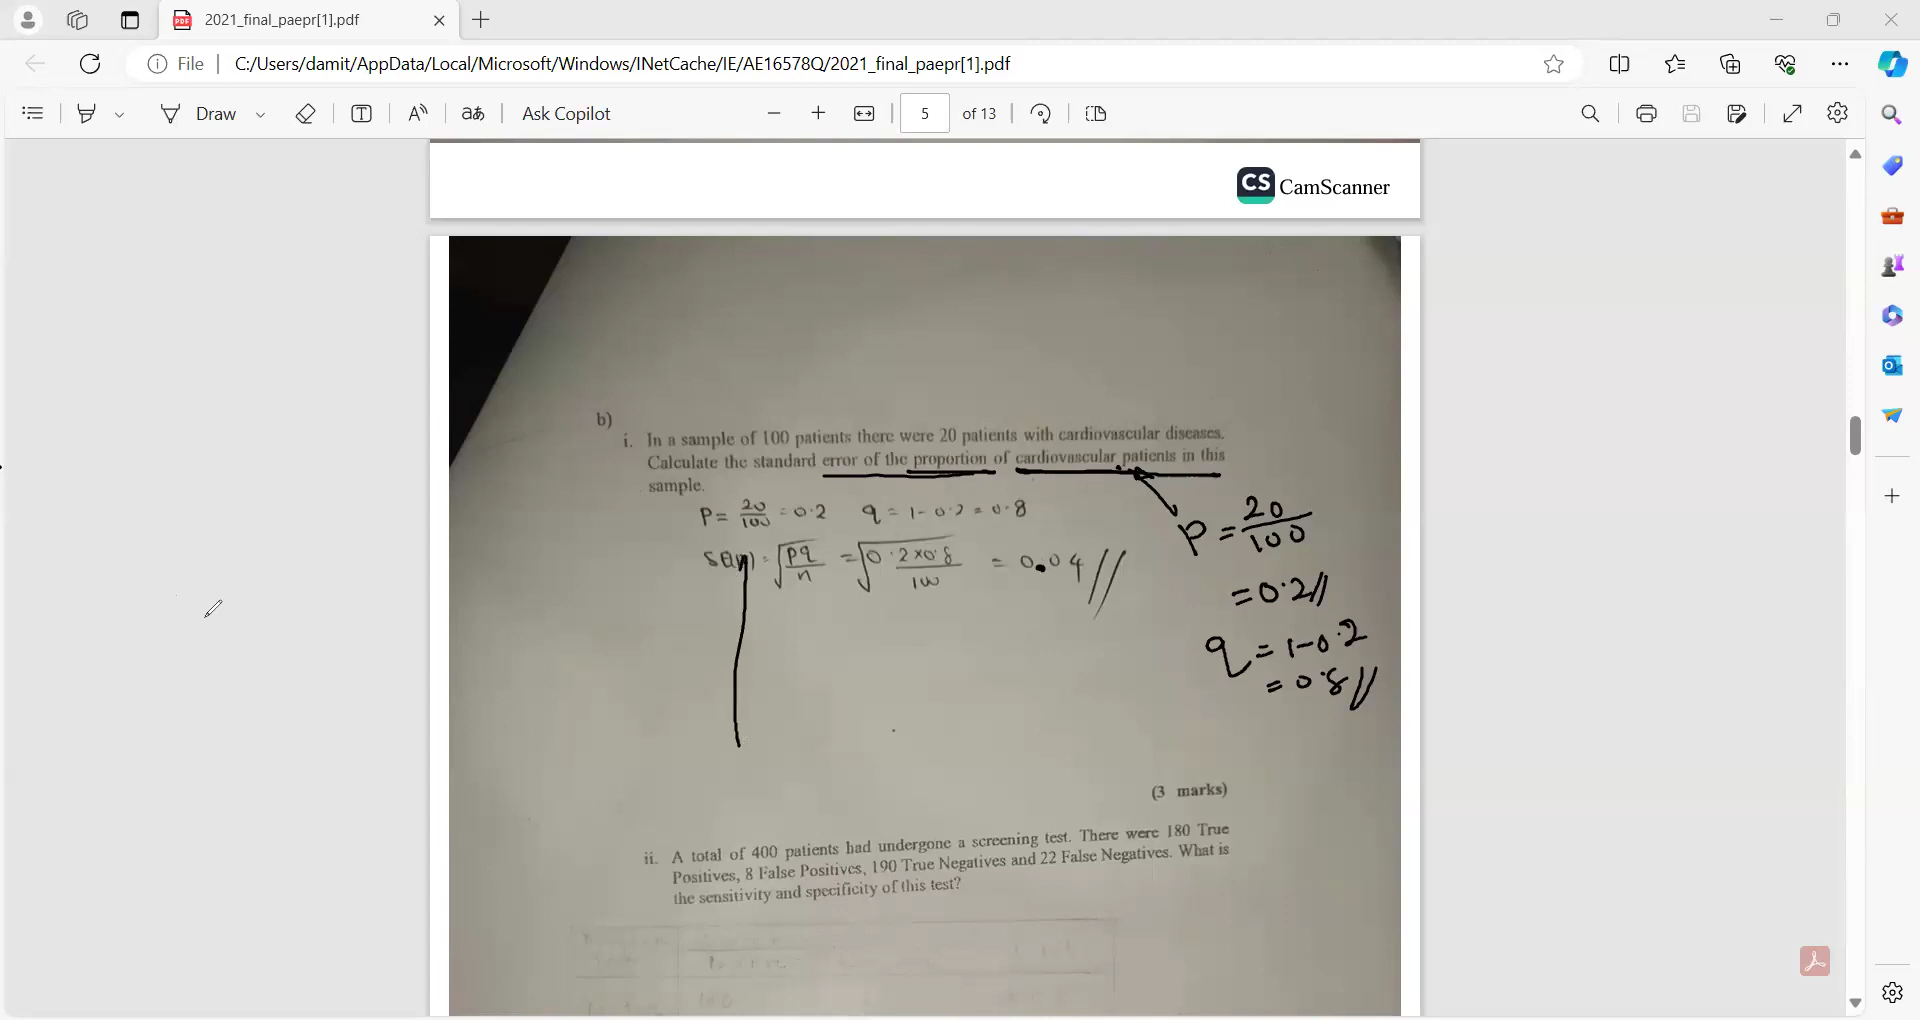 2021_final_paepr[1].pdf
File
C:/Users/damit/AppData/Local/Microsoft/Windows/INetCache/IE/AE16578Q/2021_final_paepr[1].pdf
Draw
aあ
Ask Copilot
5
of 13
CS CamScanner
b)
i. In a sample of 100 patients there were 20 patients with cardiovascular diseases.
Calculate the standard error of the proportion of cardiovascular patients in this
sample.
P = 20/100 = 0.2 q = 1 - 0.2 = 0.8
= √pq/n = √0.2×0.8/100 = 0.04 //
P = 20/100
= 0.2 //
q = 1-0.2
= 0.8 //
(3 marks)
ii. A total of 400 patients had undergone a screening test. There were 180 True
Positives, 8 False Positives, 190 True Negatives and 22 False Negatives. What is
the sensitivity and specificity of this test?